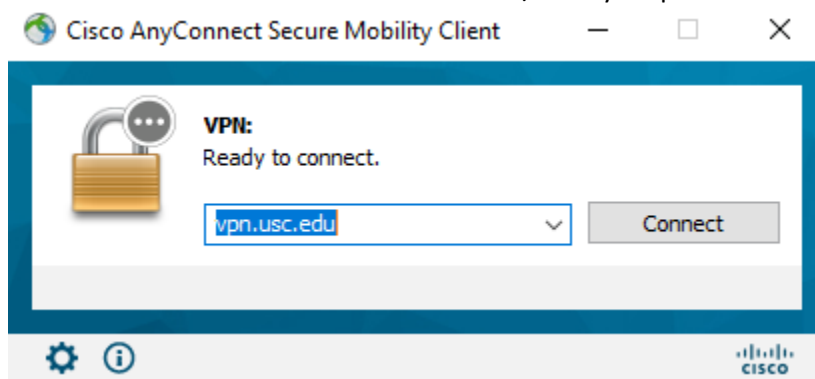 Cisco AnyConnect Secure Mobility Client
VPN:
Ready to connect.
vpn.usc.edu
Connect
CISCO